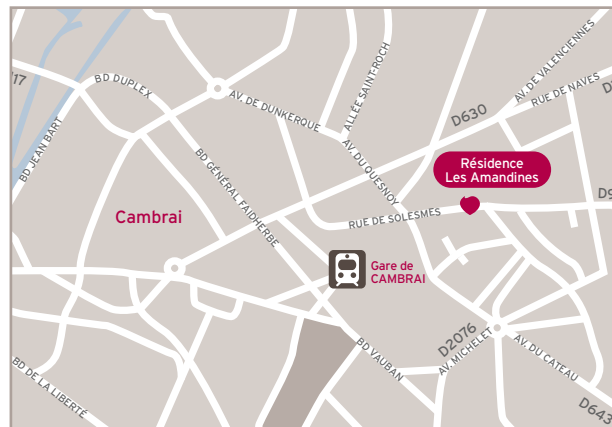 AV. DE VALENCIENNES
RUE DE NAVES
ALLÉE SAINT-ROCH
BD DUPLEX
AV. DE DUNKERQUE
D630
BD JEAN BART
AV. DU QUESNOY
Résidence
Les Amandines
BD GÉNÉRAL FAIDHERBE
Cambrai
RUE DE SOLESMES
Gare de
CAMBRAI
D2076
AV. MICHELET
BD VAUBAN
AV. DU CATEAU
BD DE LA LIBERTÉ
D643